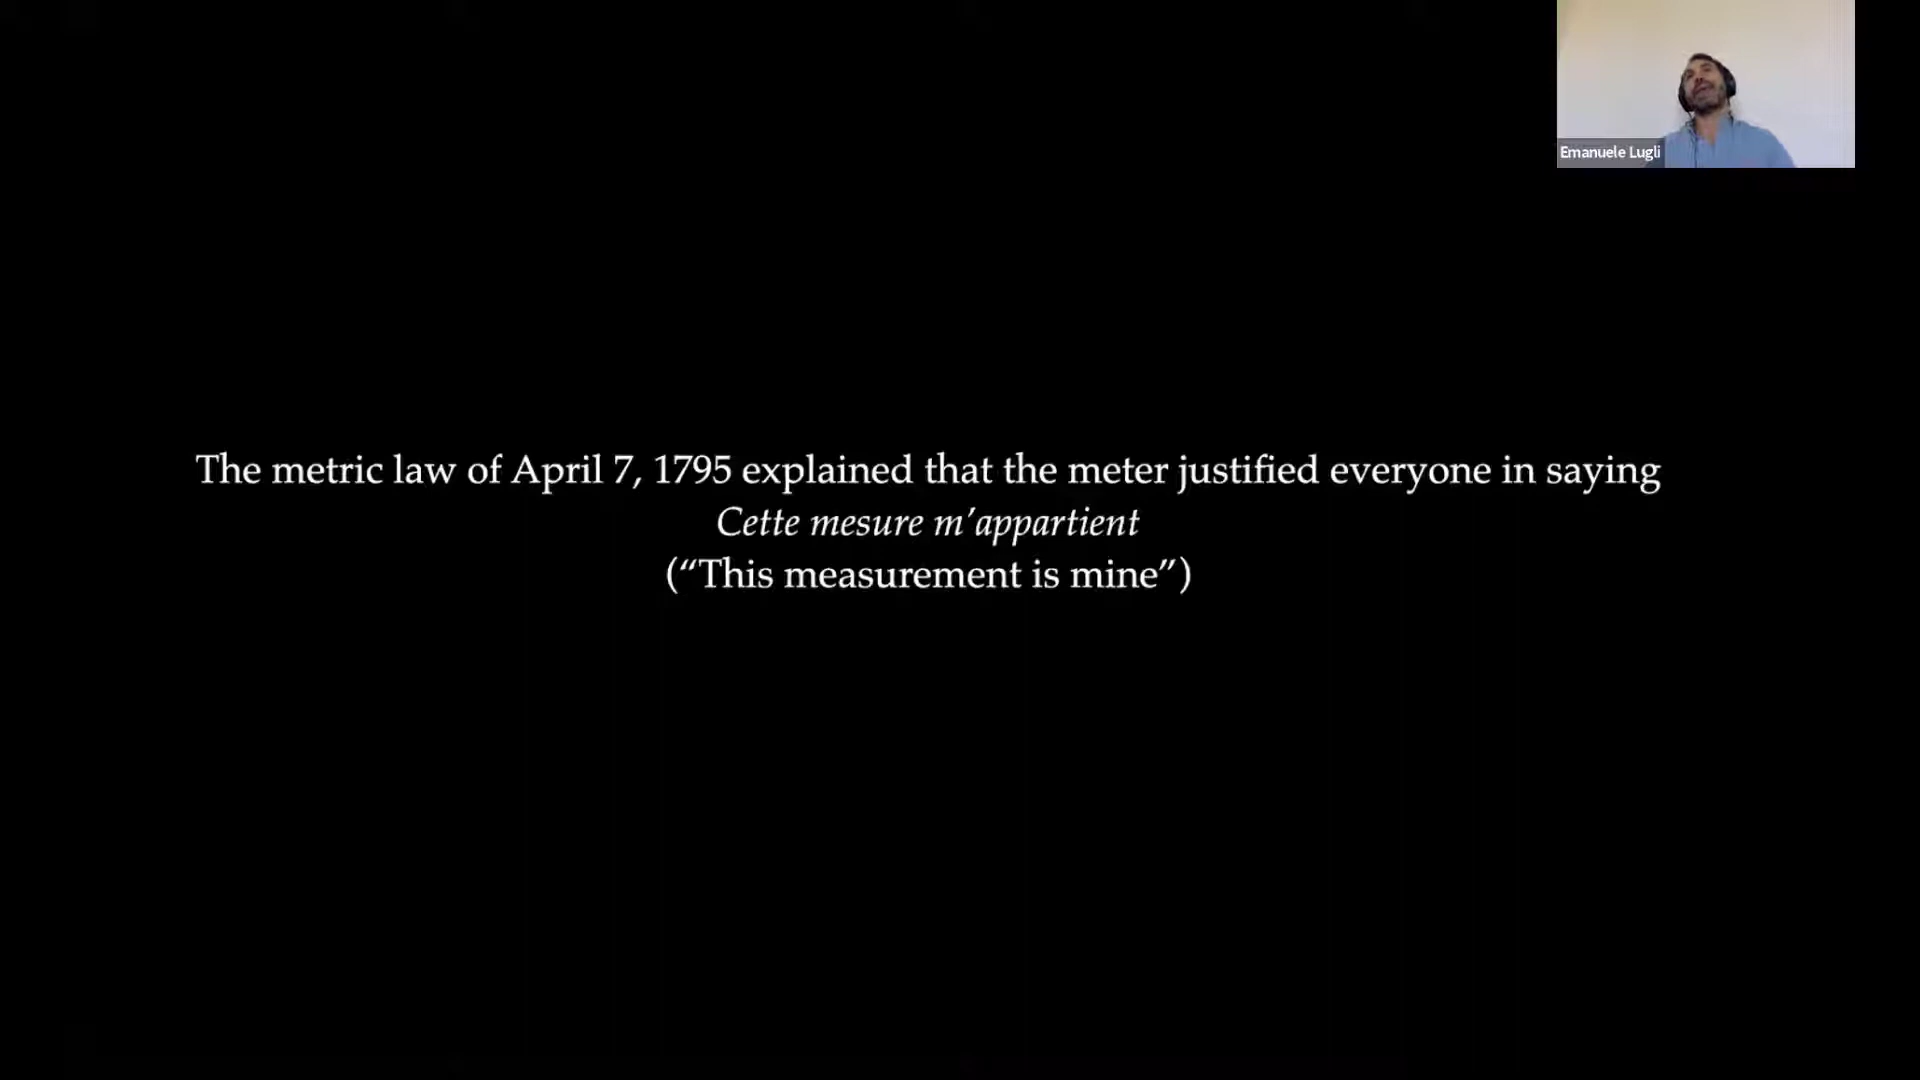 Emanuele Lugli
The metric law of April 7, 1795 explained that the meter justified everyone in saying
Cette mesure m’appartient
(“This measurement is mine”)